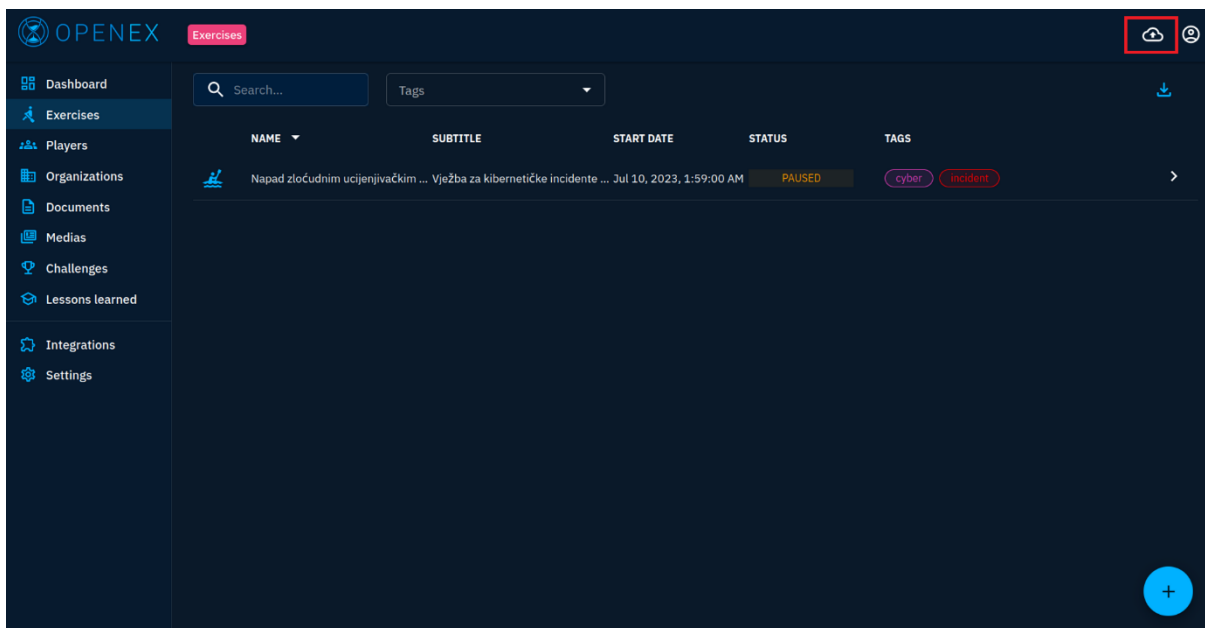 OPENEX
Exercises
Dashboard
Exercises
Players
Organizations
Documents
Medias
Challenges
Lessons learned
Integrations
Settings
Search...
Tags
NAME SUBTITLE START DATE STATUS TAGS
Napad zloćudnim ucijenjivačkim ... Vježba za kibernetičke incidente ... Jul 10, 2023, 1:59:00 AM PAUSED cyber incident